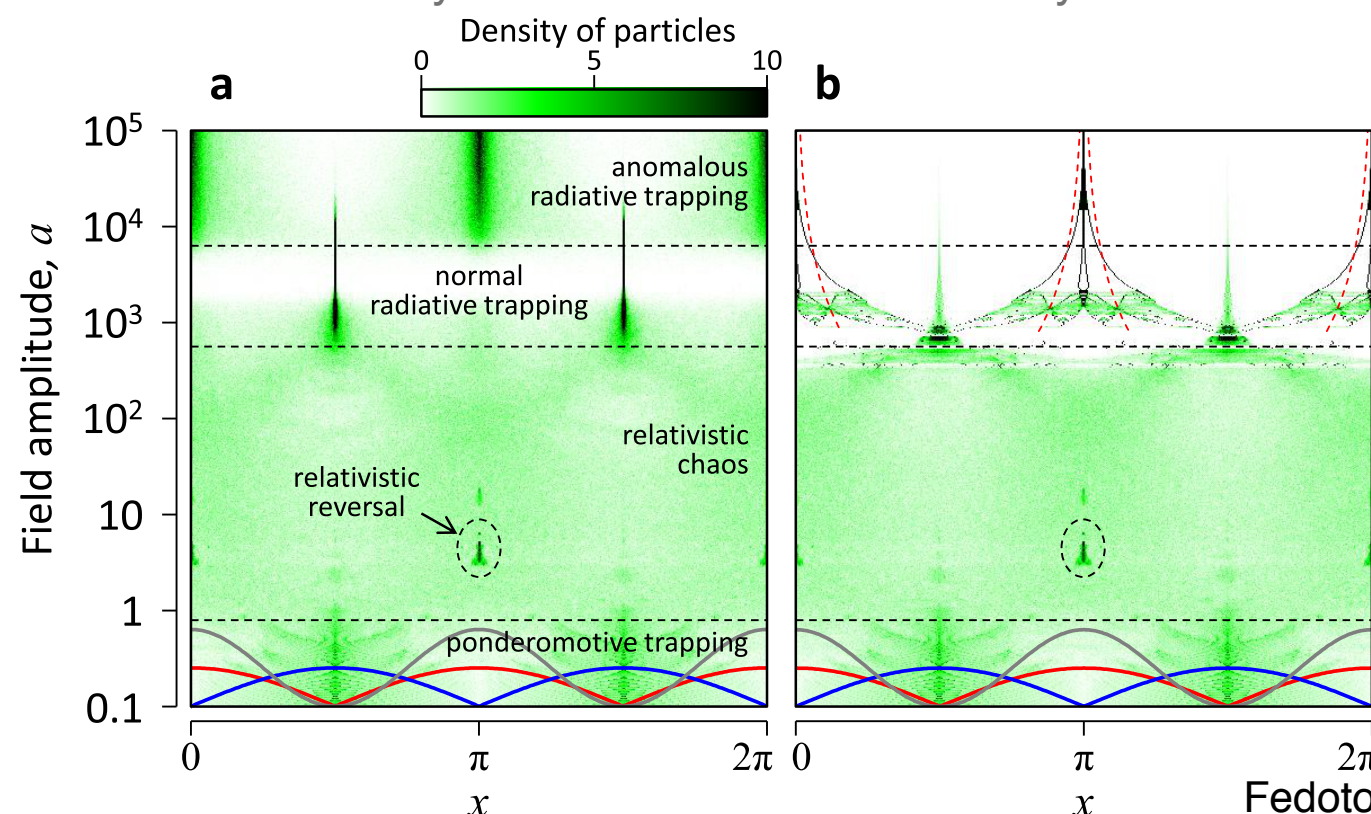 Density of particles
0 5 10
a
b
10⁵
10⁴
10³
10²
10
1
0.1
Field amplitude, a
anomalous
radiative trapping
normal
radiative trapping
relativistic
chaos
relativistic
reversal
ponderomotive trapping
0 π 2π
x
0 π 2π
x
Fedoto